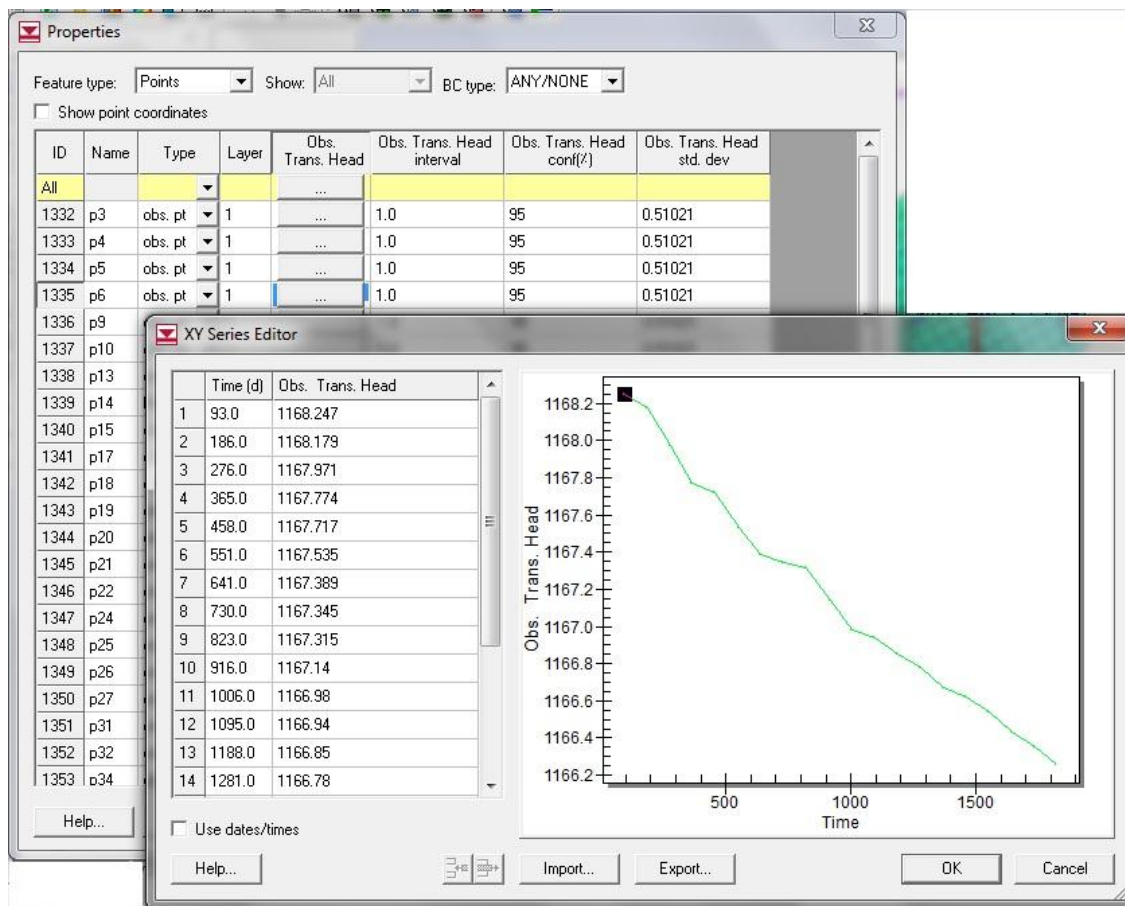 Properties
Feature type: Points Show: All BC type: ANY/NONE
Show point coordinates
ID Name Type Layer Obs. Trans. Head Obs. Trans. Head interval Obs. Trans. Head conf(%) Obs. Trans. Head std. dev
All ...
1332 p3 obs. pt 1 ... 1.0 95 0.51021
1333 p4 obs. pt 1 ... 1.0 95 0.51021
1334 p5 obs. pt 1 ... 1.0 95 0.51021
1335 p6 obs. pt 1 ... 1.0 95 0.51021
1336 p9
1337 p10
1338 p13
1339 p14
1340 p15
1341 p17
1342 p18
1343 p19
1344 p20
1345 p21
1346 p22
1347 p24
1348 p25
1349 p26
1350 p27
1351 p31
1352 p32
1353 p34
Help...
XY Series Editor
Time (d) Obs. Trans. Head
1 93.0 1168.247
2 186.0 1168.179
3 276.0 1167.971
4 365.0 1167.774
5 458.0 1167.717
6 551.0 1167.535
7 641.0 1167.389
8 730.0 1167.345
9 823.0 1167.315
10 916.0 1167.14
11 1006.0 1166.98
12 1095.0 1166.94
13 1188.0 1166.85
14 1281.0 1166.78
Use dates/times
Obs. Trans. Head
1168.2
1168.0
1167.8
1167.6
1167.4
1167.2
1167.0
1166.8
1166.6
1166.4
1166.2
500 1000 1500
Time
Help... Import... Export... OK Cancel